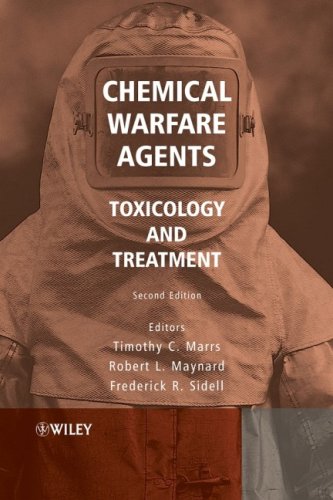 CHEMICAL
WARFARE
AGENTS
TOXICOLOGY
AND
TREATMENT
Second Edition
Editors
Timothy C. Marrs
Robert L. Maynard
Frederick R. Sidell
WILEY